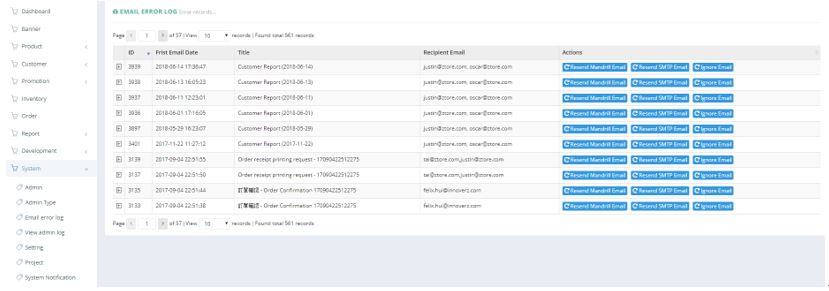 Dashboard
Banner
Product
Customer
Promotion
Inventory
Order
Report
Development
System
Admin
Admin Type
Email error log
View admin log
Setting
Project
System Notification
EMAIL ERROR LOG Error records...
Page < 1 > of 57 | View 10 records | Found total 561 records
ID Frist Email Date Title Recipient Email Actions
3939 2018-06-14 17:36:47 Customer Report (2018-06-14) justin@ztore.com, oscar@ztore.com Resend Mandrill Email Resend SMTP Email Ignore Email
3938 2018-06-13 16:05:23 Customer Report (2018-06-13) justin@ztore.com, oscar@ztore.com Resend Mandrill Email Resend SMTP Email Ignore Email
3937 2018-06-11 12:23:01 Customer Report (2018-06-11) justin@ztore.com, oscar@ztore.com Resend Mandrill Email Resend SMTP Email Ignore Email
3936 2018-06-01 17:16:05 Customer Report (2018-06-01) justin@ztore.com, oscar@ztore.com Resend Mandrill Email Resend SMTP Email Ignore Email
3897 2018-05-29 16:23:07 Customer Report (2018-05-29) justin@ztore.com, oscar@ztore.com Resend Mandrill Email Resend SMTP Email Ignore Email
3401 2017-11-22 11:27:12 Customer Report (2017-11-22) justin@ztore.com, oscar@ztore.com Resend Mandrill Email Resend SMTP Email Ignore Email
3139 2017-09-04 22:51:55 Order receipt printing request - 17090422512275 tai@ztore.com,justin@ztore.com Resend Mandrill Email Resend SMTP Email Ignore Email
3137 2017-09-04 22:51:50 Order receipt printing request - 17090422512275 tai@ztore.com,justin@ztore.com Resend Mandrill Email Resend SMTP Email Ignore Email
3135 2017-09-04 22:51:44 訂單確認 - Order Confirmation 17090422512275 felix.hui@innoverz.com Resend Mandrill Email Resend SMTP Email Ignore Email
3133 2017-09-04 22:51:38 訂單確認 - Order Confirmation 17090422512275 felix.hui@innoverz.com Resend Mandrill Email Resend SMTP Email Ignore Email
Page < 1 > of 57 | View 10 records | Found total 561 records